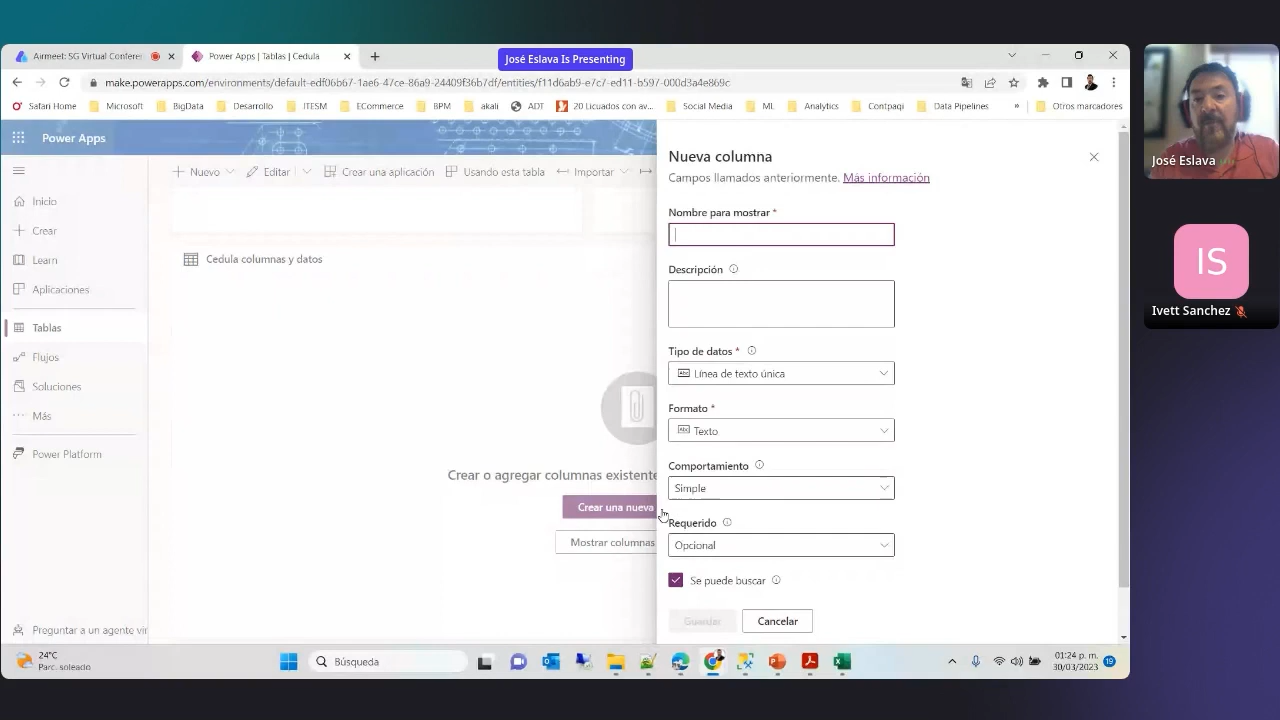 Airmeet: SG Virtual Conferen
Power Apps | Tablas | Cedula
José Eslava Is Presenting
make.powerapps.com/environments/default-edf06b67-1ae6-47ce-86a9-24409f36b7df/entities/f11d6ab9-e7c7-ed11-b597-000d3a4e869c
Safari Home
Microsoft
BigData
Desarrollo
ITESM
ECommerce
BPM
akali
ADT
20 Licuados con av...
Social Media
ML
Analytics
Contpaqi
Data Pipelines
»
Otros marcadores
Power Apps
Nuevo
Editar
Crear una aplicación
Usando esta tabla
Importar
Inicio
Crear
Learn
Aplicaciones
Tablas
Flujos
Soluciones
Más
Power Platform
Preguntar a un agente vir
Cedula columnas y datos
Crear o agregar columnas existente
Crear una nueva
Mostrar columnas
Nueva columna
Campos llamados anteriormente. Más información
Nombre para mostrar *
Descripción
Tipo de datos *
Abc Línea de texto única
Formato *
Abc Texto
Comportamiento
Simple
Requerido
Opcional
Se puede buscar
Guardar
Cancelar
24°C
Parc. soleado
Búsqueda
01:24 p. m.
30/03/2023
19
José Eslava
IS
Ivett Sanchez